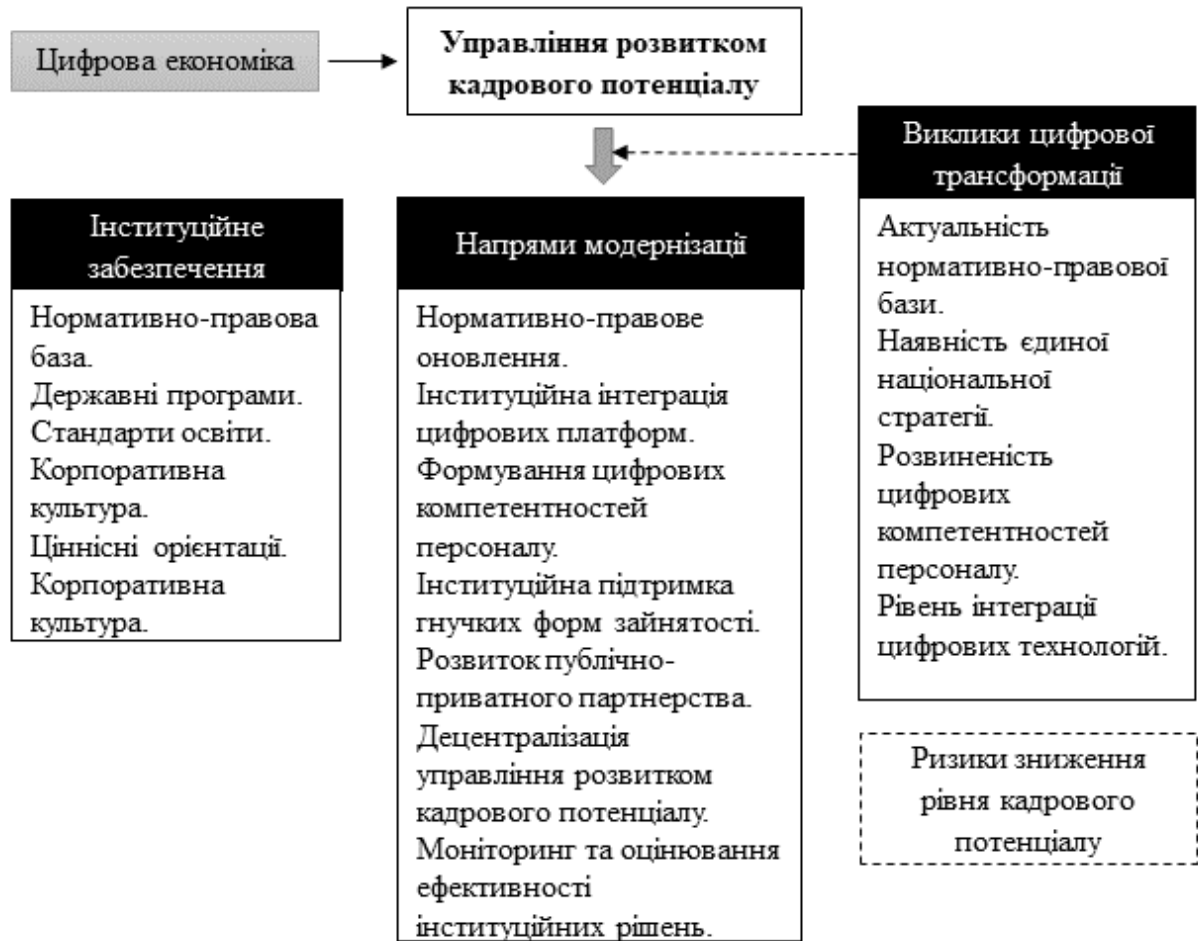 Цифрова економіка
Управління розвитком
кадрового потенціалу
Інституційне
забезпечення
Нормативно-правова
база.
Державні програми.
Стандарти освіти.
Корпоративна
культура.
Ціннісні орієнтації.
Корпоративна
культура.
Напрями модернізації
Нормативно-правове
оновлення.
Інституційна інтеграція
цифрових платформ.
Формування цифрових
компетентностей
персоналу.
Інституційна підтримка
гнучких форм зайнятості.
Розвиток публічно-
приватного партнерства.
Децентралізація
управління розвитком
кадрового потенціалу.
Моніторинг та оцінювання
ефективності
інституційних рішень.
Виклики цифрової
трансформації
Актуальність
нормативно-правової
бази.
Наявність єдиної
національної
стратегії.
Розвиненість
цифрових
компетентностей
персоналу.
Рівень інтеграції
цифрових технологій.
Ризики зниження
рівня кадрового
потенціалу